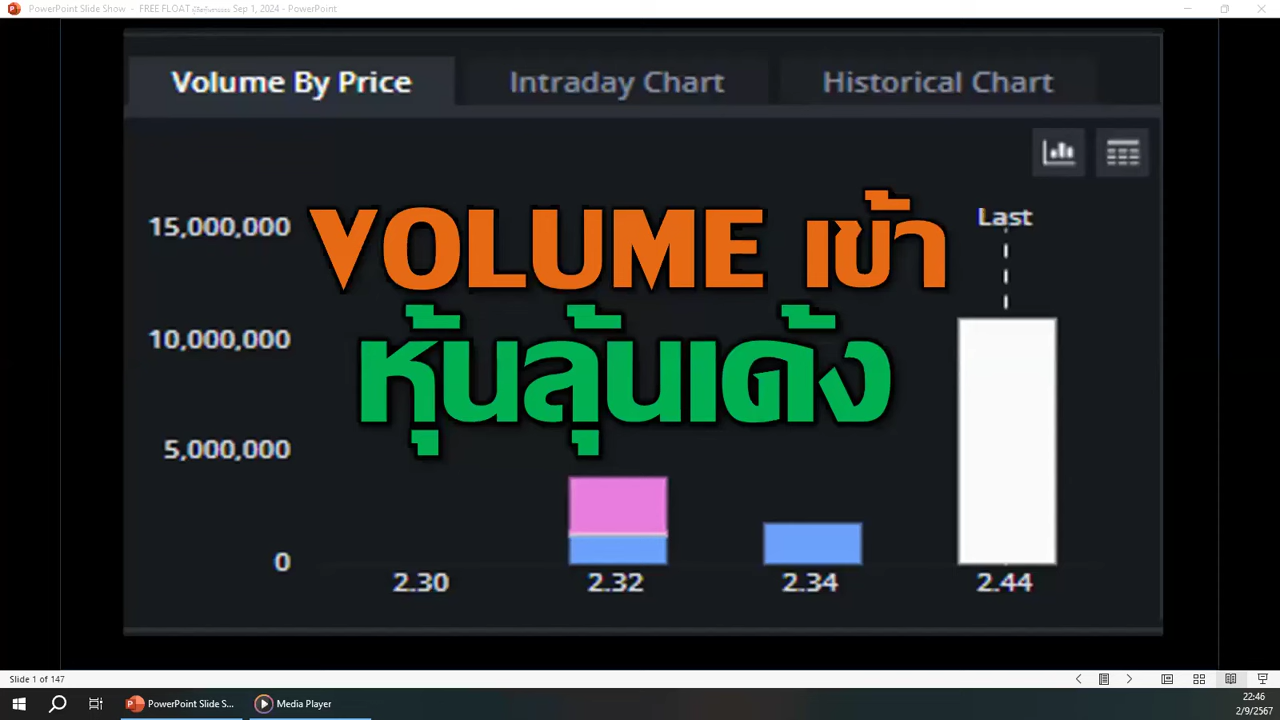 PowerPoint Slide Show - FREE FLOAT Sep 1, 2024 - PowerPoint
Volume By Price
Intraday Chart
Historical Chart
15,000,000
VOLUME เข้า
Last
10,000,000
หุ้นลุ้นเด้ง
5,000,000
0
2.30
2.32
2.34
2.44
Slide 1 of 147
PowerPoint Slide S...
Media Player
22:46
2/9/2567